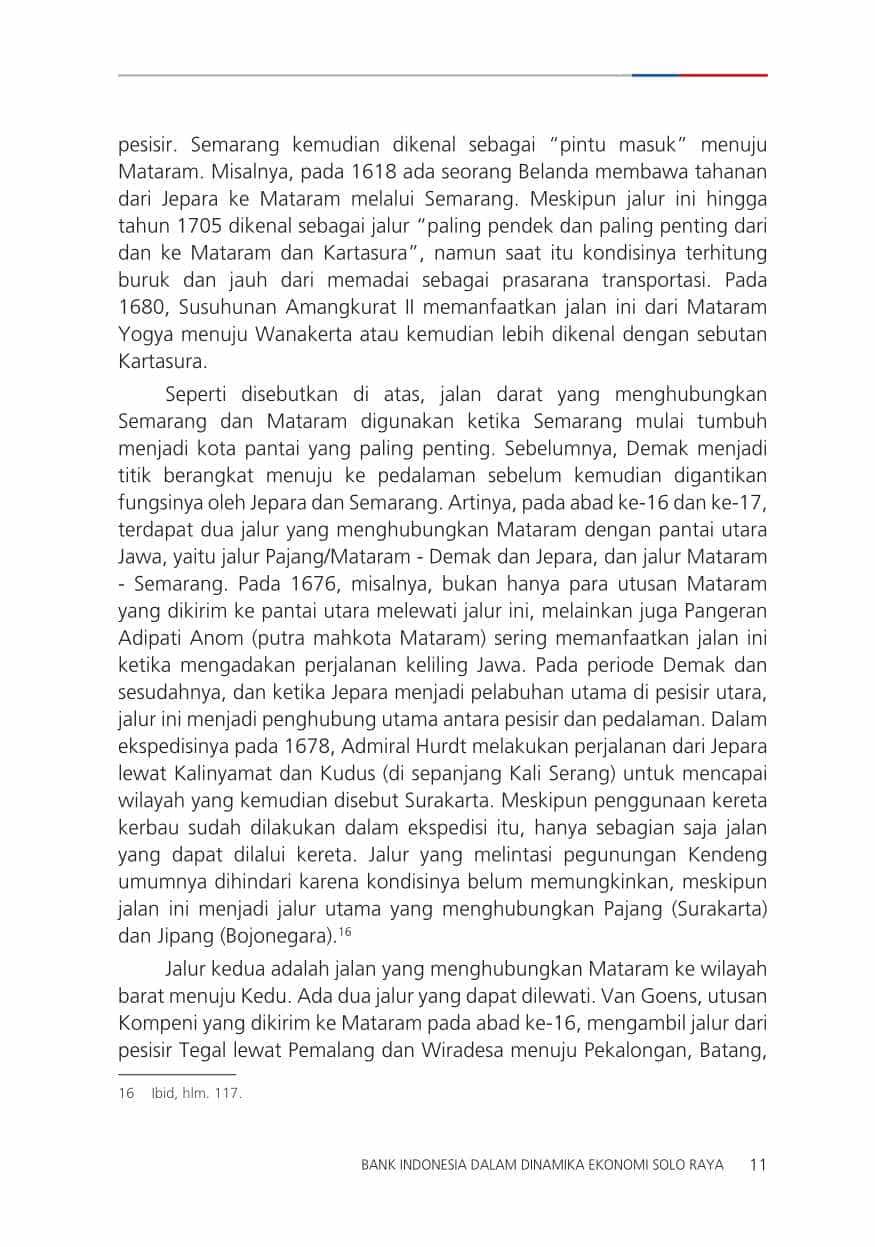 pesisir. Semarang kemudian dikenal sebagai “pintu masuk” menuju
Mataram. Misalnya, pada 1618 ada seorang Belanda membawa tahanan
dari Jepara ke Mataram melalui Semarang. Meskipun jalur ini hingga
tahun 1705 dikenal sebagai jalur “paling pendek dan paling penting dari
dan ke Mataram dan Kartasura”, namun saat itu kondisinya terhitung
buruk dan jauh dari memadai sebagai prasarana transportasi. Pada
1680, Susuhunan Amangkurat II memanfaatkan jalan ini dari Mataram
Yogya menuju Wanakerta atau kemudian lebih dikenal dengan sebutan
Kartasura.
Seperti disebutkan di atas, jalan darat yang menghubungkan
Semarang dan Mataram digunakan ketika Semarang mulai tumbuh
menjadi kota pantai yang paling penting. Sebelumnya, Demak menjadi
titik berangkat menuju ke pedalaman sebelum kemudian digantikan
fungsinya oleh Jepara dan Semarang. Artinya, pada abad ke-16 dan ke-17,
terdapat dua jalur yang menghubungkan Mataram dengan pantai utara
Jawa, yaitu jalur Pajang/Mataram - Demak dan Jepara, dan jalur Mataram
- Semarang. Pada 1676, misalnya, bukan hanya para utusan Mataram
yang dikirim ke pantai utara melewati jalur ini, melainkan juga Pangeran
Adipati Anom (putra mahkota Mataram) sering memanfaatkan jalan ini
ketika mengadakan perjalanan keliling Jawa. Pada periode Demak dan
sesudahnya, dan ketika Jepara menjadi pelabuhan utama di pesisir utara,
jalur ini menjadi penghubung utama antara pesisir dan pedalaman. Dalam
ekspedisinya pada 1678, Admiral Hurdt melakukan perjalanan dari Jepara
lewat Kalinyamat dan Kudus (di sepanjang Kali Serang) untuk mencapai
wilayah yang kemudian disebut Surakarta. Meskipun penggunaan kereta
kerbau sudah dilakukan dalam ekspedisi itu, hanya sebagian saja jalan
yang dapat dilalui kereta. Jalur yang melintasi pegunungan Kendeng
umumnya dihindari karena kondisinya belum memungkinkan, meskipun
jalan ini menjadi jalur utama yang menghubungkan Pajang (Surakarta)
dan Jipang (Bojonegara).16
Jalur kedua adalah jalan yang menghubungkan Mataram ke wilayah
barat menuju Kedu. Ada dua jalur yang dapat dilewati. Van Goens, utusan
Kompeni yang dikirim ke Mataram pada abad ke-16, mengambil jalur dari
pesisir Tegal lewat Pemalang dan Wiradesa menuju Pekalongan, Batang,
16 Ibid, hlm. 117.
BANK INDONESIA DALAM DINAMIKA EKONOMI SOLO RAYA 11